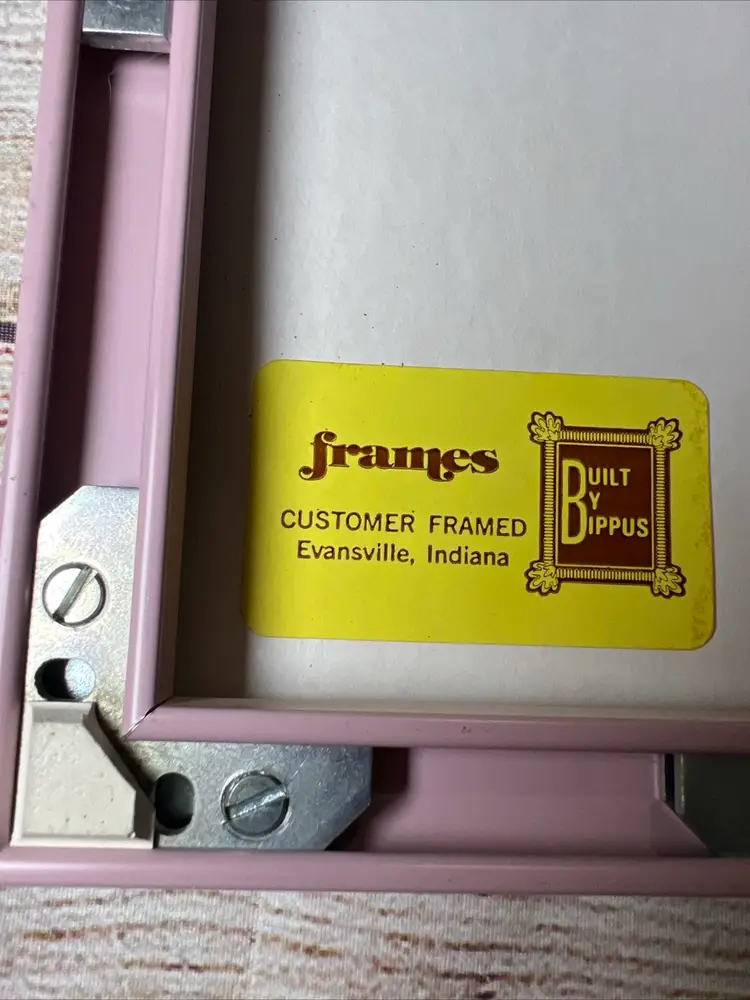 frames
CUSTOMER FRAMED
Evansville, Indiana
BUILT
BY
BIPPUS